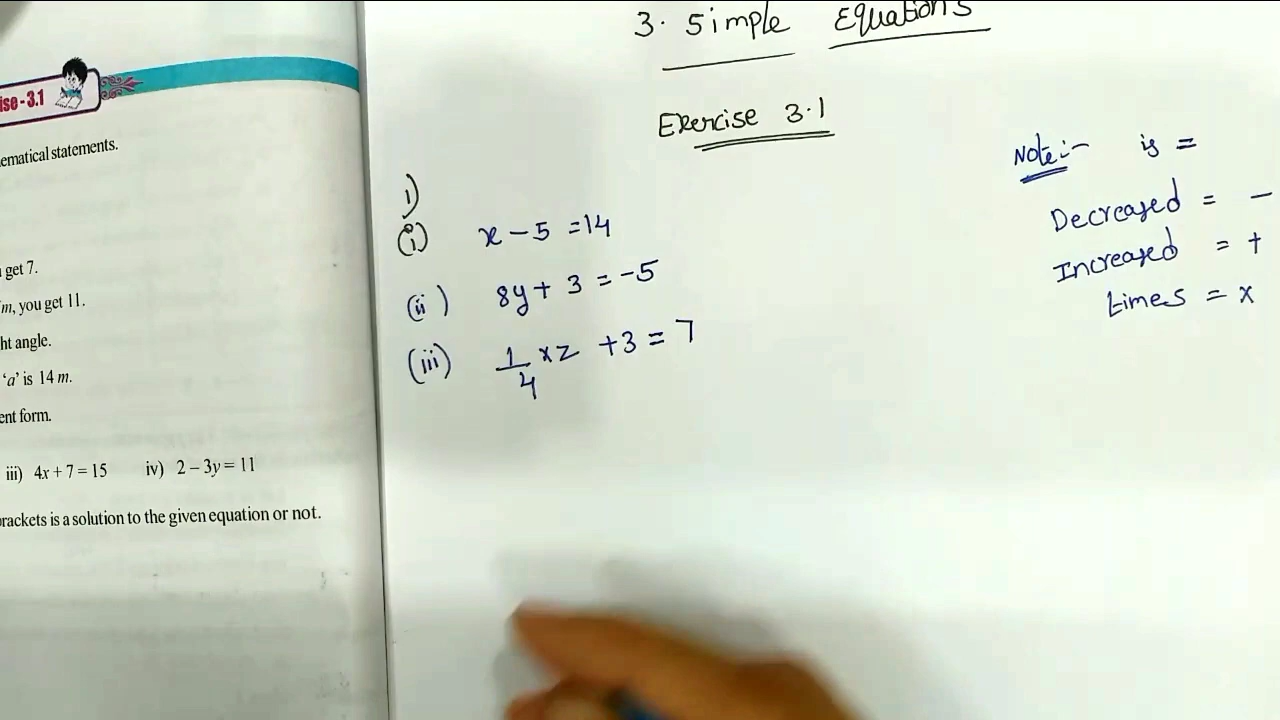 ise - 3.1
ematical statements.
get 7.
m, you get 11.
ht angle.
'a' is 14 m.
ent form.
iii) 4x + 7 = 15 iv) 2 – 3y = 11
rackets is a solution to the given equation or not.
3. Simple Equations
Exercise 3.1
1)
(i) x - 5 = 14
(ii) 8y + 3 = -5
(iii) 1/4 x z + 3 = 7
Note:- is =
Decreased = -
Increased = +
times = x